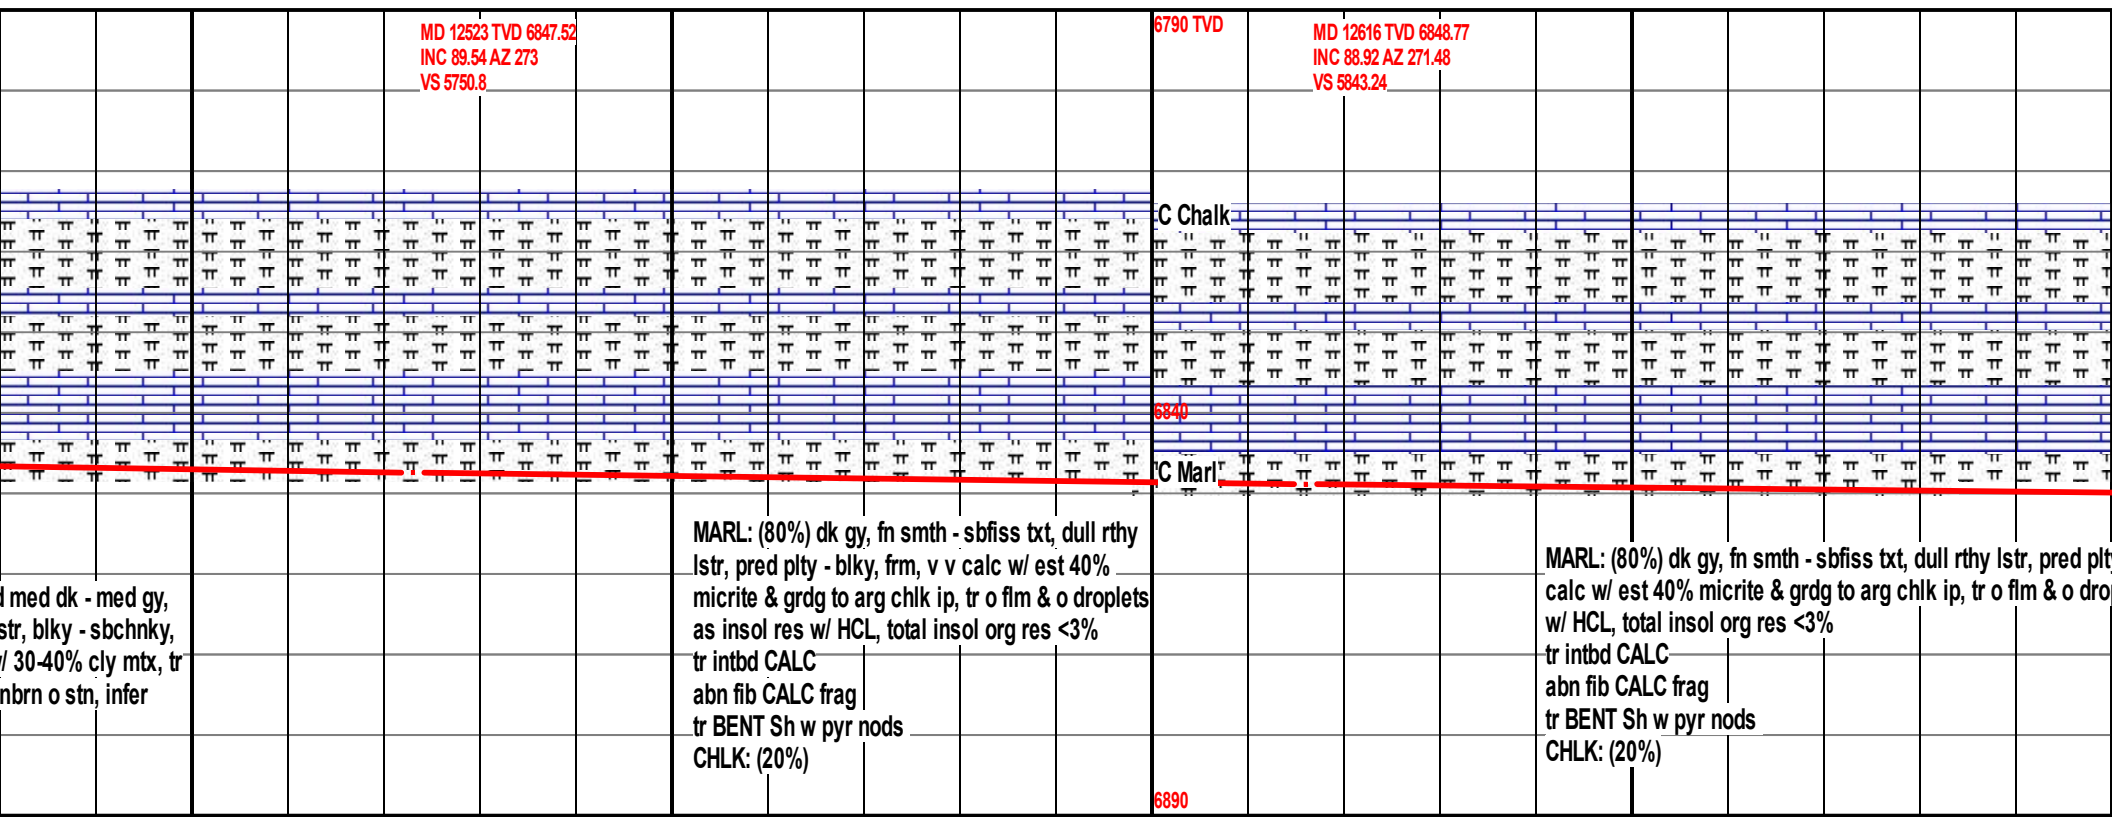 MD 12523 TVD 6847.52
INC 89.54 AZ 273
VS 5750.8
6790 TVD
MD 12616 TVD 6848.77
INC 88.92 AZ 271.48
VS 5843.24
C Chalk
6840
C Marl
med dk - med gy,
blky - sbchnky,
30-40% cly mtx, tr
o stn, infer
MARL: (80%) dk gy, fn smth - sbfiss txt, dull rthy
lstr, pred plty - blky, frm, v v calc w/ est 40%
micrite & grdg to arg chlk ip, tr o flm & o droplets
as insol res w/ HCL, total insol org res <3%
tr intbd CALC
abn fib CALC frag
tr BENT Sh w pyr nods
CHLK: (20%)
MARL: (80%) dk gy, fn smth - sbfiss txt, dull rthy lstr, pred
calc w/ est 40% micrite & grdg to arg chlk ip, tr o flm & o
w/ HCL, total insol org res <3%
tr intbd CALC
abn fib CALC frag
tr BENT Sh w pyr nods
CHLK: (20%)
6890